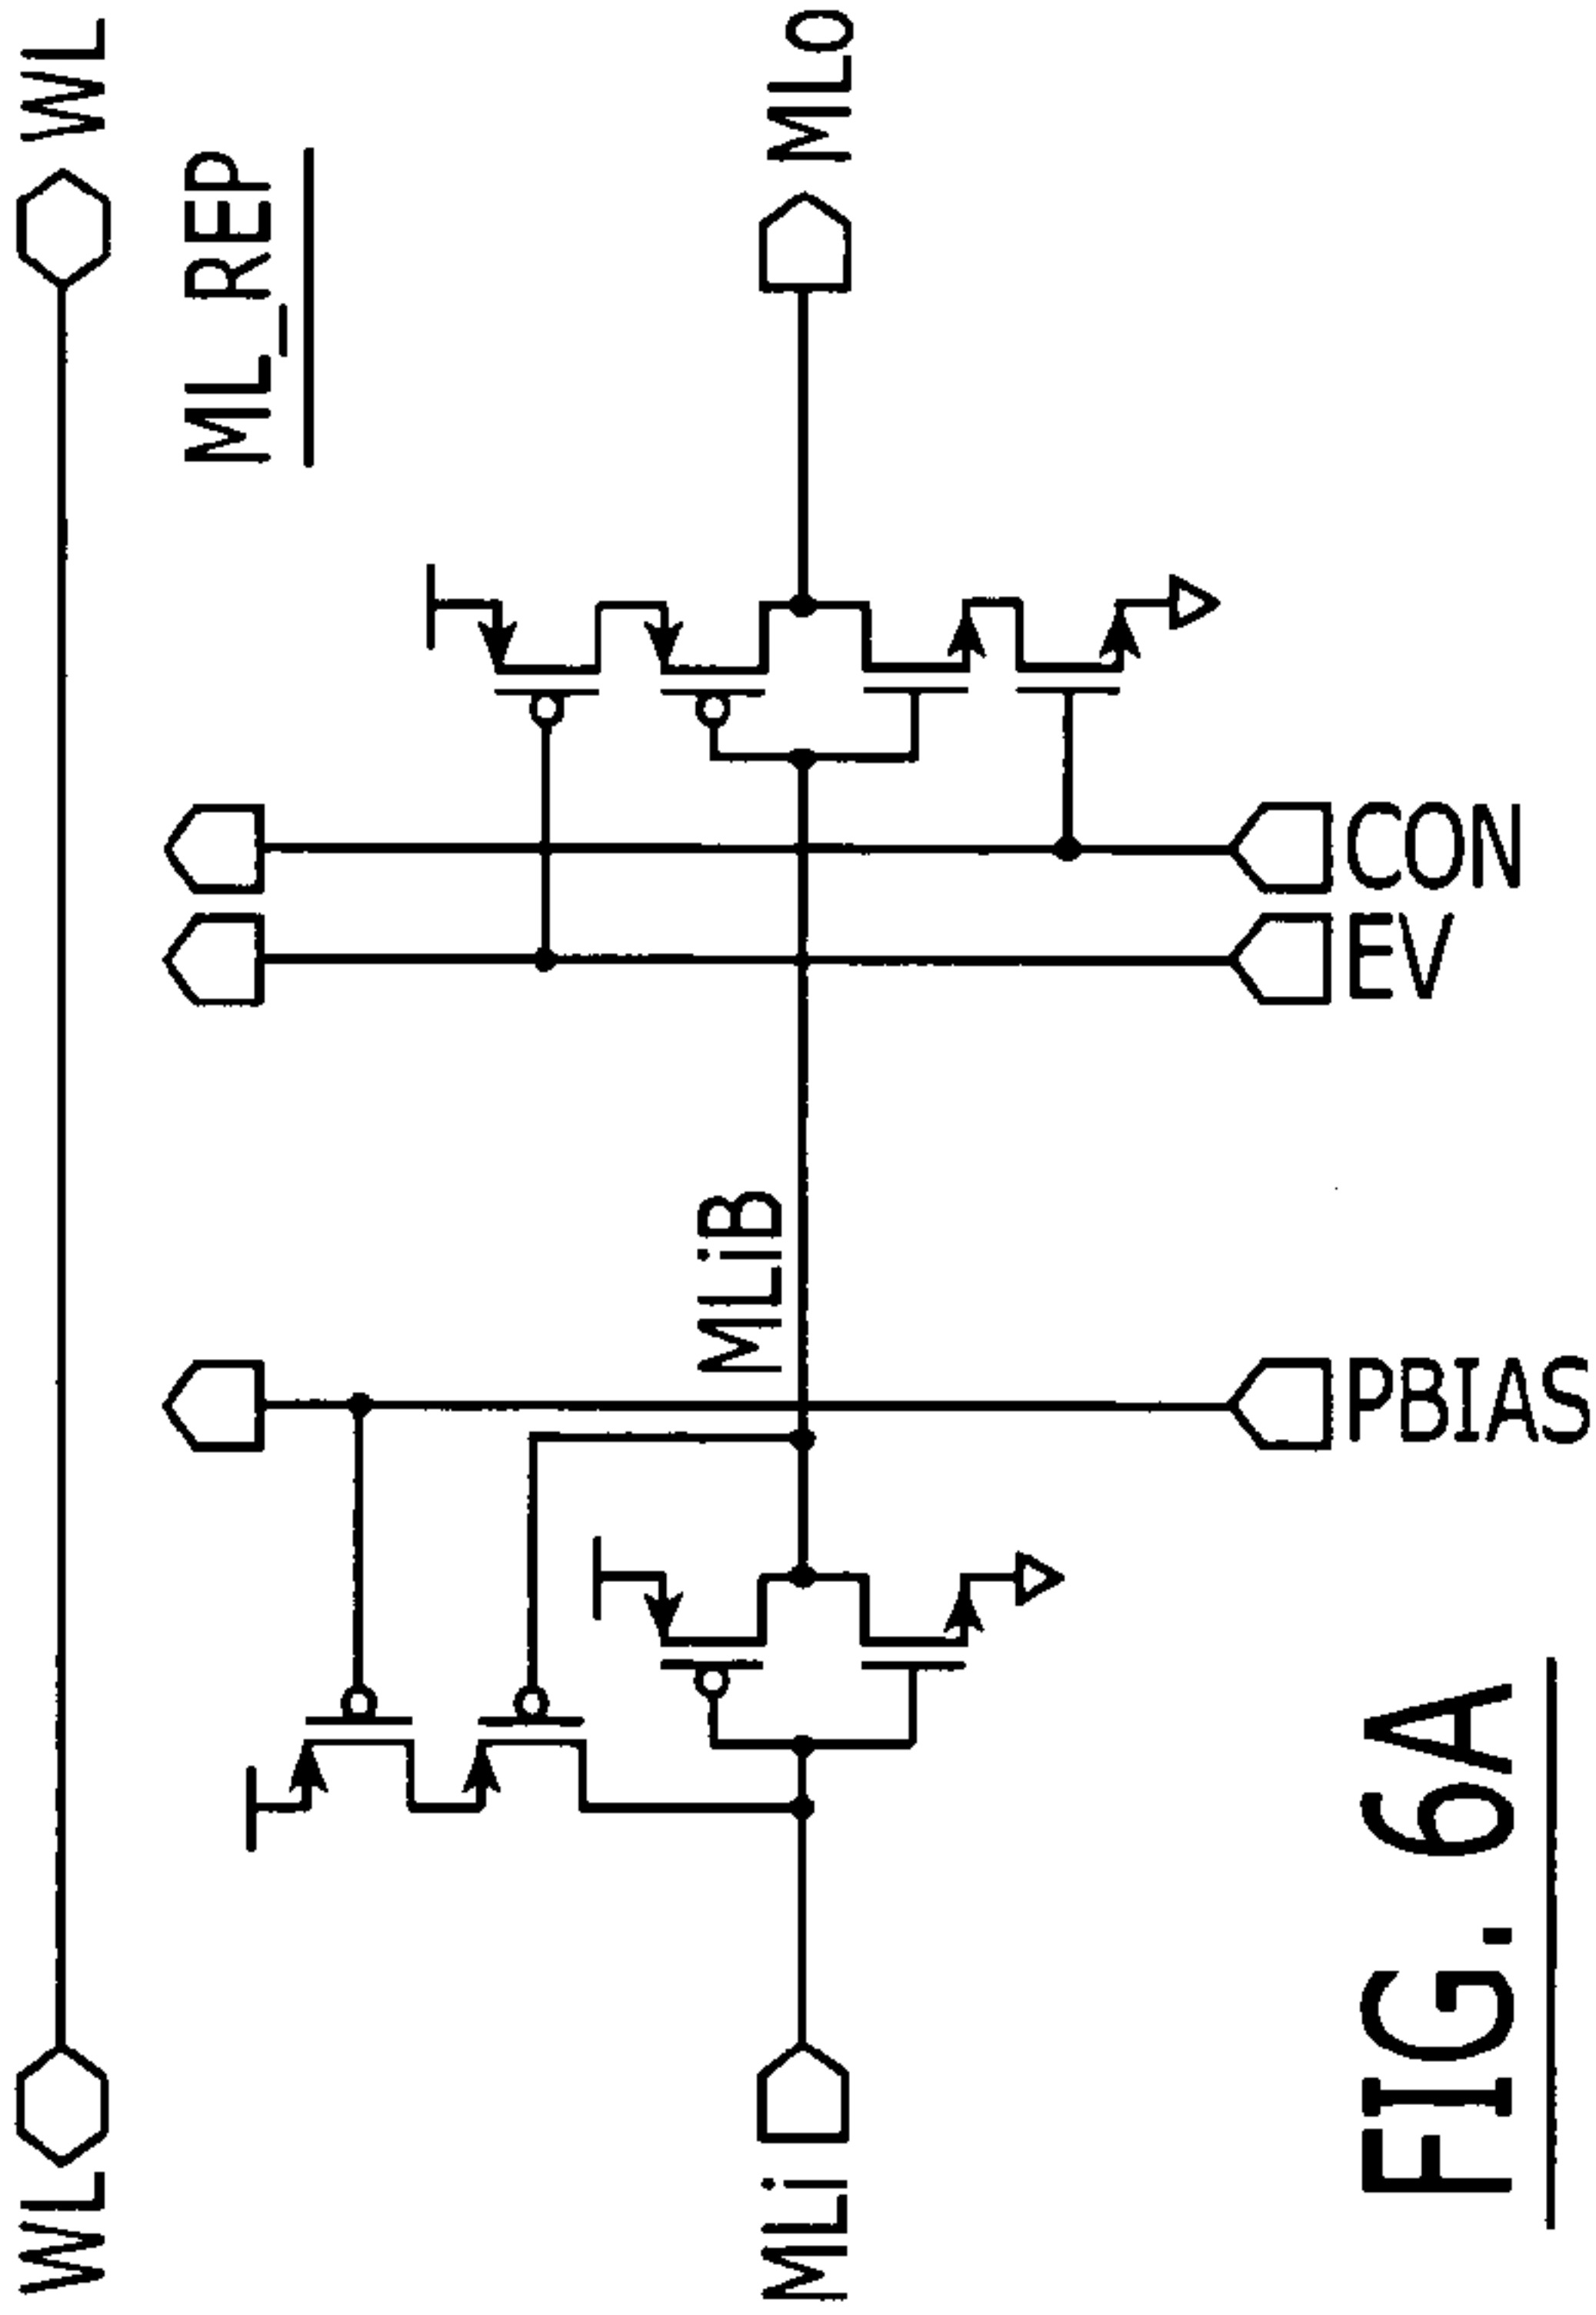 WL
WL
ML_REP
MLi
MLiB
MLo
PBIAS
EV
CON
FIG. 6A